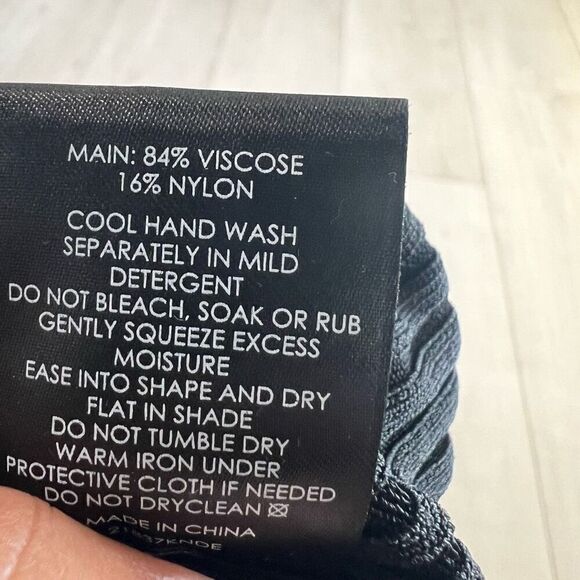 MAIN: 84% VISCOSE
16% NYLON
COOL HAND WASH
SEPARATELY IN MILD
DETERGENT
DO NOT BLEACH, SOAK OR RUB
GENTLY SQUEEZE EXCESS
MOISTURE
EASE INTO SHAPE AND DRY
FLAT IN SHADE
DO NOT TUMBLE DRY
WARM IRON UNDER
PROTECTIVE CLOTH IF NEEDED
DO NOT DRYCLEAN
MADE IN CHINA